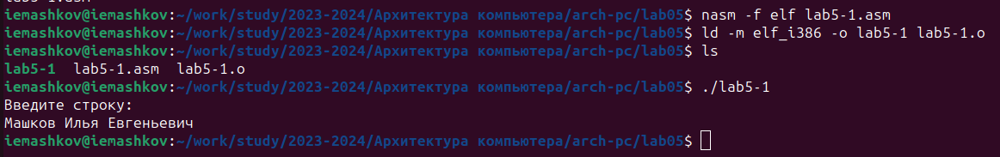 iemashkov@iemashkov:~/work/study/2023-2024/Архитектура компьютера/arch-pc/lab05$ nasm -f elf lab5-1.asm
iemashkov@iemashkov:~/work/study/2023-2024/Архитектура компьютера/arch-pc/lab05$ ld -m elf_i386 -o lab5-1 lab5-1.o
iemashkov@iemashkov:~/work/study/2023-2024/Архитектура компьютера/arch-pc/lab05$ ls
lab5-1  lab5-1.asm  lab5-1.o
iemashkov@iemashkov:~/work/study/2023-2024/Архитектура компьютера/arch-pc/lab05$ ./lab5-1
Введите строку:
Машков Илья Евгеньевич
iemashkov@iemashkov:~/work/study/2023-2024/Архитектура компьютера/arch-pc/lab05$